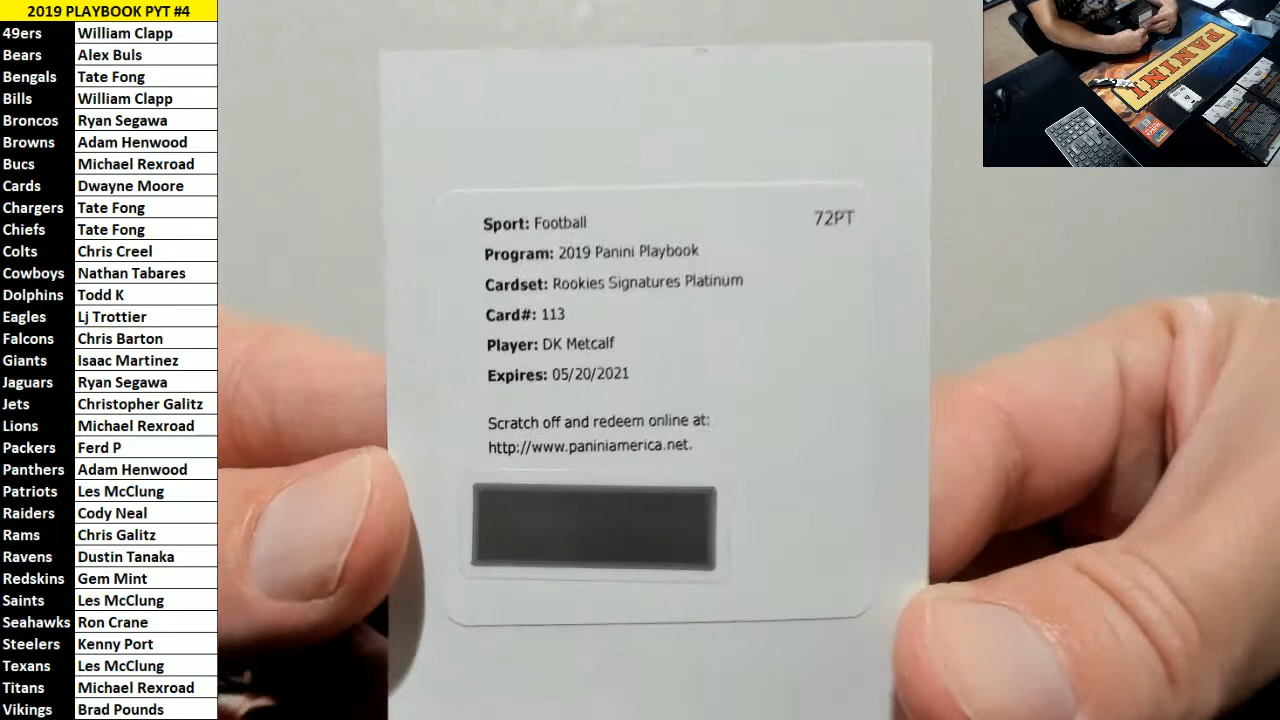 2019 PLAYBOOK PYT #4
49ers William Clapp
Bears Alex Buls
Bengals Tate Fong
Bills William Clapp
Broncos Ryan Segawa
Browns Adam Henwood
Bucs Michael Rexroad
Cards Dwayne Moore
Chargers Tate Fong
Chiefs Tate Fong
Colts Chris Creel
Cowboys Nathan Tabares
Dolphins Todd K
Eagles Lj Trottier
Falcons Chris Barton
Giants Isaac Martinez
Jaguars Ryan Segawa
Jets Christopher Galitz
Lions Michael Rexroad
Packers Ferd P
Panthers Adam Henwood
Patriots Les McClung
Raiders Cody Neal
Rams Chris Galitz
Ravens Dustin Tanaka
Redskins Gem Mint
Saints Les McClung
Seahawks Ron Crane
Steelers Kenny Port
Texans Les McClung
Titans Michael Rexroad
Vikings Brad Pounds
Sport: Football
72PT
Program: 2019 Panini Playbook
Cardset: Rookies Signatures Platinum
Card#: 113
Player: DK Metcalf
Expires: 05/20/2021
Scratch off and redeem online at:
http://www.paniniamerica.net.
PANINI